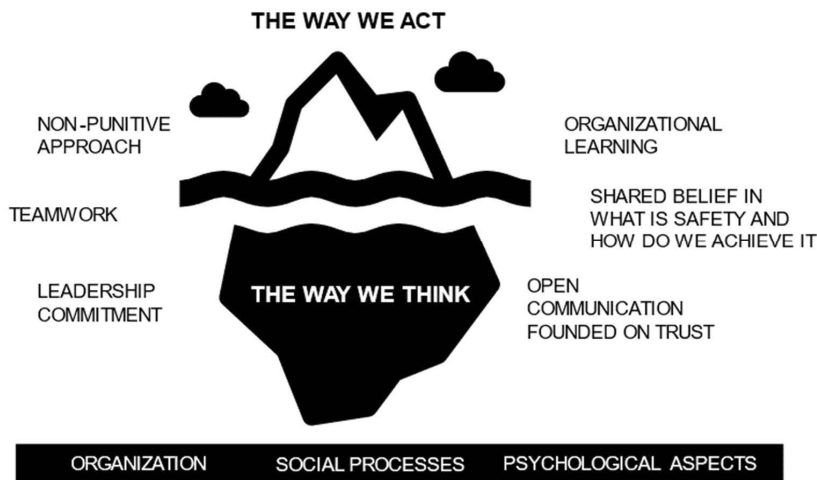 THE WAY WE ACT
NON-PUNITIVE
APPROACH
ORGANIZATIONAL
LEARNING
TEAMWORK
SHARED BELIEF IN
WHAT IS SAFETY AND
HOW DO WE ACHIEVE IT
LEADERSHIP
COMMITMENT
THE WAY WE THINK
OPEN
COMMUNICATION
FOUNDED ON TRUST
ORGANIZATION SOCIAL PROCESSES PSYCHOLOGICAL ASPECTS